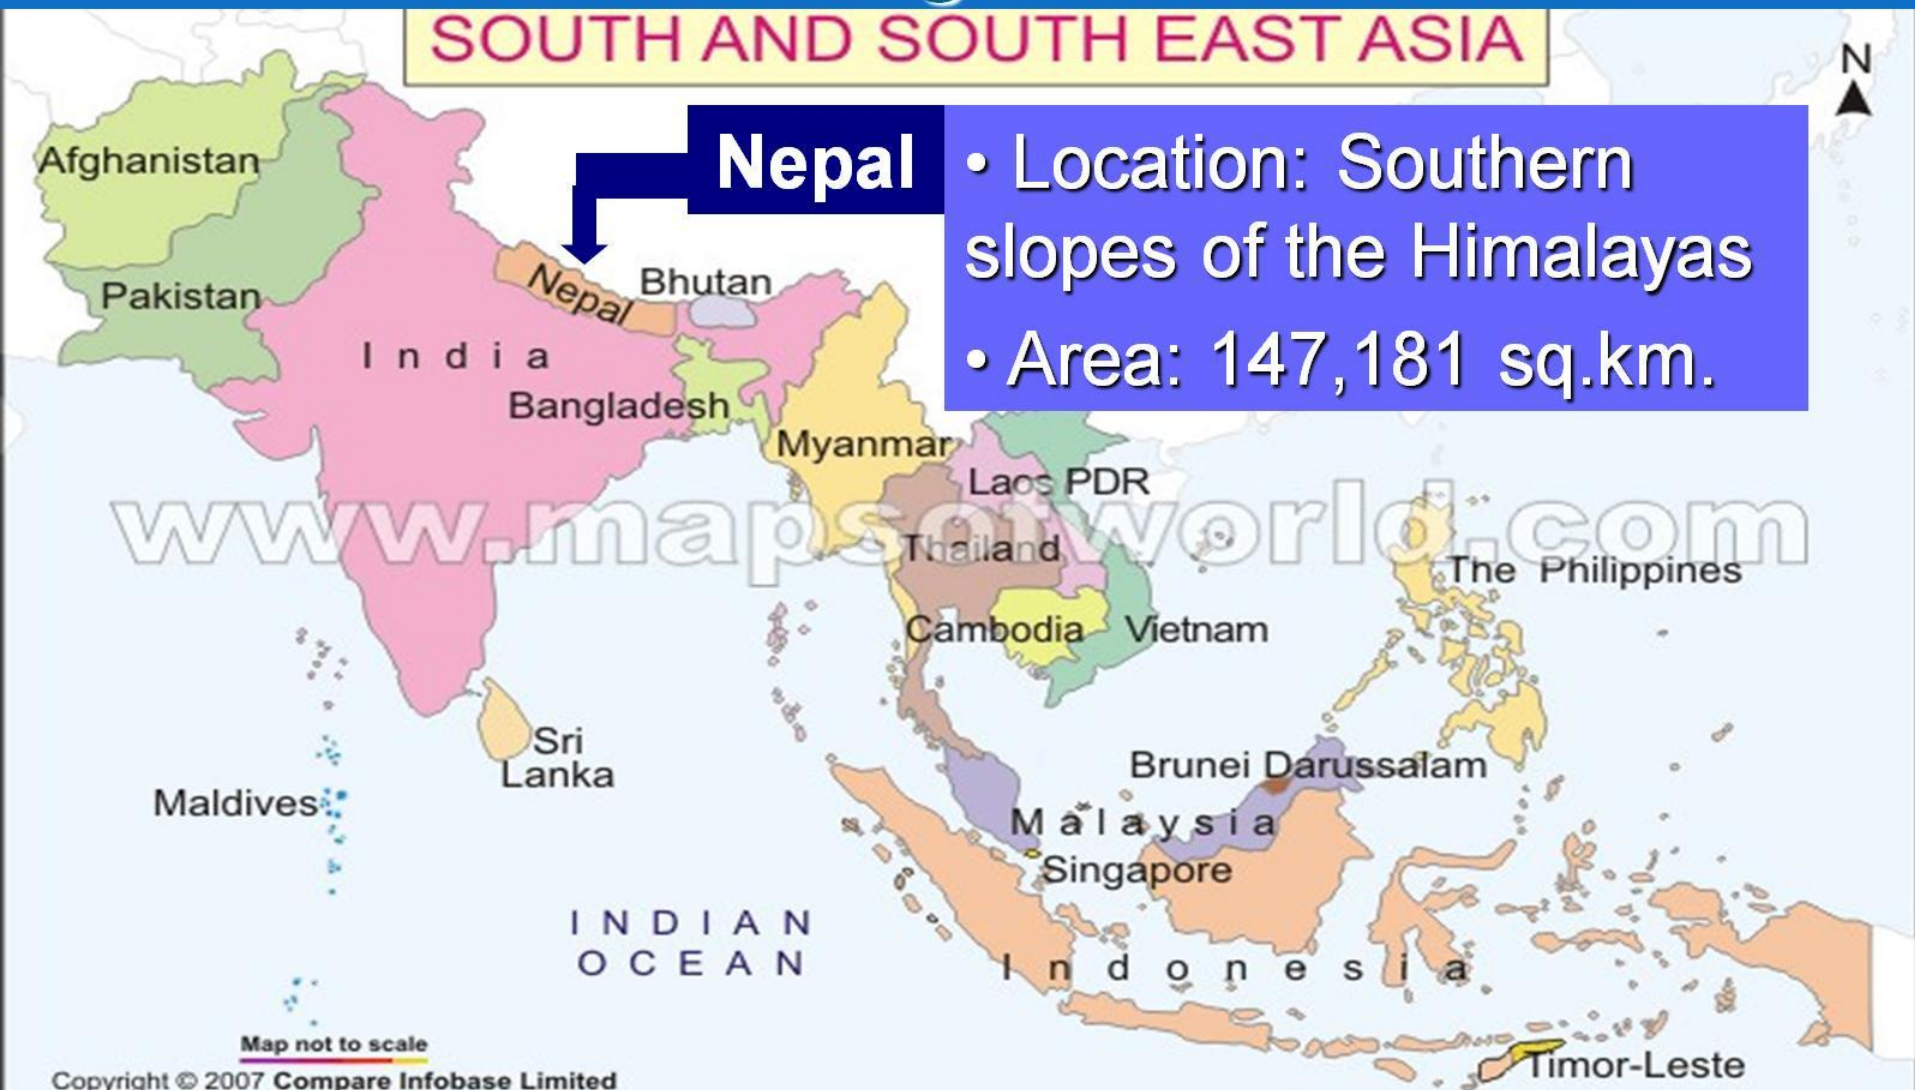 SOUTH AND SOUTH EAST ASIA
N
Nepal
• Location: Southern
slopes of the Himalayas
• Area: 147,181 sq.km.
Afghanistan
Pakistan
Nepal
Bhutan
India
Bangladesh
Myanmar
Laos PDR
www.mapsofworld.com
Thailand
The Philippines
Cambodia
Vietnam
Sri
Lanka
Maldives
Brunei Darussalam
Malaysia
Singapore
INDIAN
OCEAN
Indonesia
Timor-Leste
Map not to scale
Copyright © 2007 Compare Infobase Limited